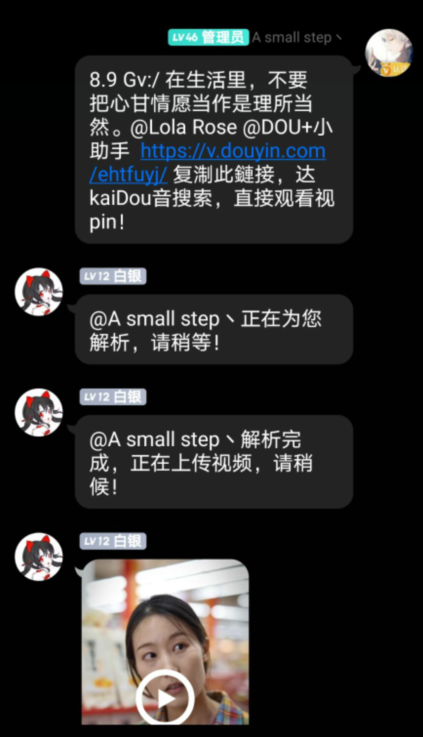 LV46 管理员 A small step丶
8.9 Gv:/ 在生活里，不要
把心甘情愿当作是理所当
然。@Lola Rose @DOU+小
助手 https://v.douyin.com
/ehtfuyj/ 复制此鏈接，达
kaiDou音搜索，直接观看视
pin！
LV12 白银
@A small step丶正在为您
解析，请稍等！
LV12 白银
@A small step丶解析完
成，正在上传视频，请稍
候！
LV12 白银